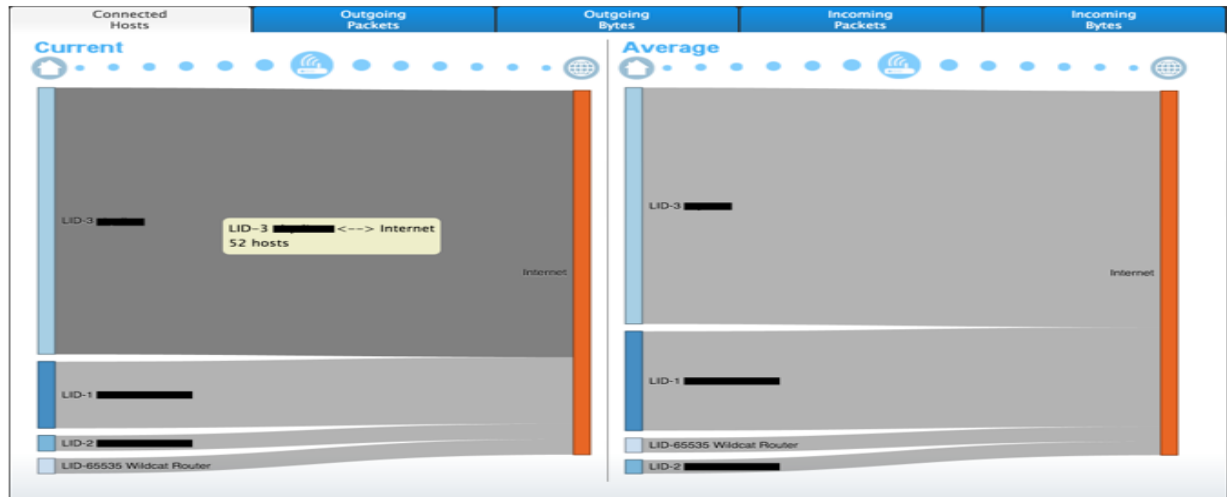 Connected
Hosts
Outgoing
Packets
Outgoing
Bytes
Incoming
Packets
Incoming
Bytes
Current
LID-3
LID-3 <--> Internet
52 hosts
Internet
LID-1
LID-2
LID-65535 Wildcat Router
Average
LID-3
Internet
LID-1
LID-65535 Wildcat Router
LID-2